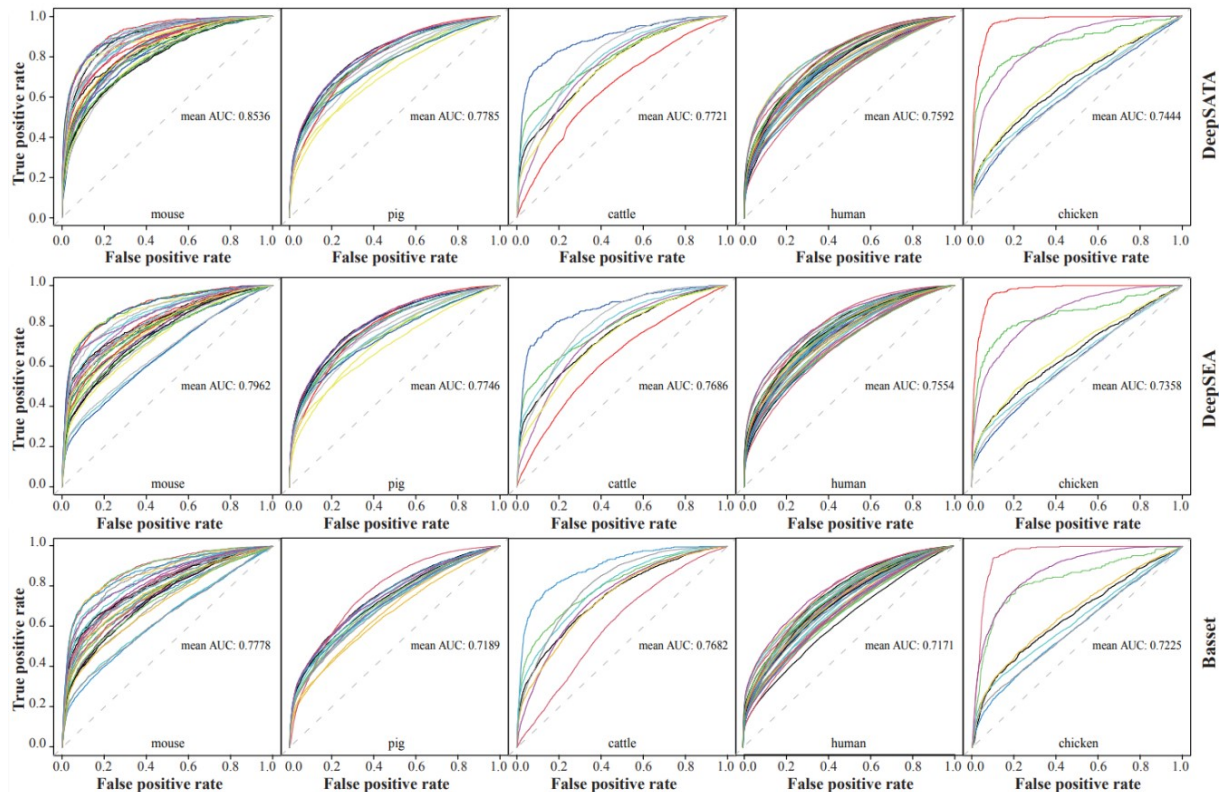 True positive rate
1.0
0.8
0.6
0.4
0.2
0.0
mean AUC: 0.8536
mouse
mean AUC: 0.7785
pig
mean AUC: 0.7721
cattle
mean AUC: 0.7592
human
mean AUC: 0.7444
chicken
DeepSATA
0.0 0.2 0.4 0.6 0.8 1.0
0.0 0.2 0.4 0.6 0.8 1.0
0.0 0.2 0.4 0.6 0.8 1.0
0.0 0.2 0.4 0.6 0.8 1.0
0.0 0.2 0.4 0.6 0.8 1.0
False positive rate
False positive rate
False positive rate
False positive rate
False positive rate
True positive rate
1.0
0.8
0.6
0.4
0.2
0.0
mean AUC: 0.7962
mouse
mean AUC: 0.7746
pig
mean AUC: 0.7686
cattle
mean AUC: 0.7554
human
mean AUC: 0.7358
chicken
DeepSEA
0.0 0.2 0.4 0.6 0.8 1.0
0.0 0.2 0.4 0.6 0.8 1.0
0.0 0.2 0.4 0.6 0.8 1.0
0.0 0.2 0.4 0.6 0.8 1.0
0.0 0.2 0.4 0.6 0.8 1.0
False positive rate
False positive rate
False positive rate
False positive rate
False positive rate
True positive rate
1.0
0.8
0.6
0.4
0.2
0.0
mean AUC: 0.7778
mouse
mean AUC: 0.7189
pig
mean AUC: 0.7682
cattle
mean AUC: 0.7171
human
mean AUC: 0.7225
chicken
Basset
0.0 0.2 0.4 0.6 0.8 1.0
0.0 0.2 0.4 0.6 0.8 1.0
0.0 0.2 0.4 0.6 0.8 1.0
0.0 0.2 0.4 0.6 0.8 1.0
0.0 0.2 0.4 0.6 0.8 1.0
False positive rate
False positive rate
False positive rate
False positive rate
False positive rate